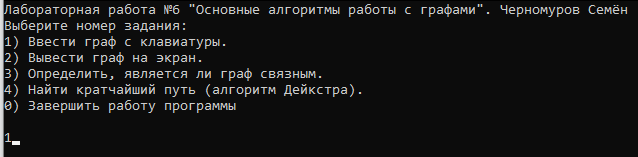 Лабораторная работа №6 "Основные алгоритмы работы с графами". Черномуров Семён
Выберите номер задания:
1) Ввести граф с клавиатуры.
2) Вывести граф на экран.
3) Определить, является ли граф связным.
4) Найти кратчайший путь (алгоритм Дейкстра).
0) Завершить работу программы
1